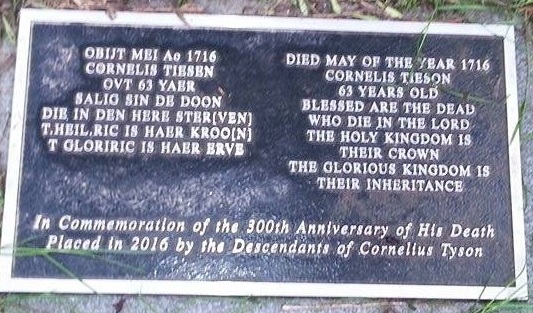 OBIJT MEI Ao 1716
CORNELIS TIESEN
OVT 63 YAER
SALIG SIN DE DOON
DIE IN DEN HERE STER[VEN]
T.HEIL.RIC IS HAER KROO[N]
T GLORIRIC IS HAER ERVE
DIED MAY OF THE YEAR 1716
CORNELIS TIESON
63 YEARS OLD
BLESSED ARE THE DEAD
WHO DIE IN THE LORD
THE HOLY KINGDOM IS
THEIR CROWN
THE GLORIOUS KINGDOM IS
THEIR INHERITANCE
In Commemoration of the 300th Anniversary of His Death
Placed in 2016 by the Descendants of Cornelius Tyson